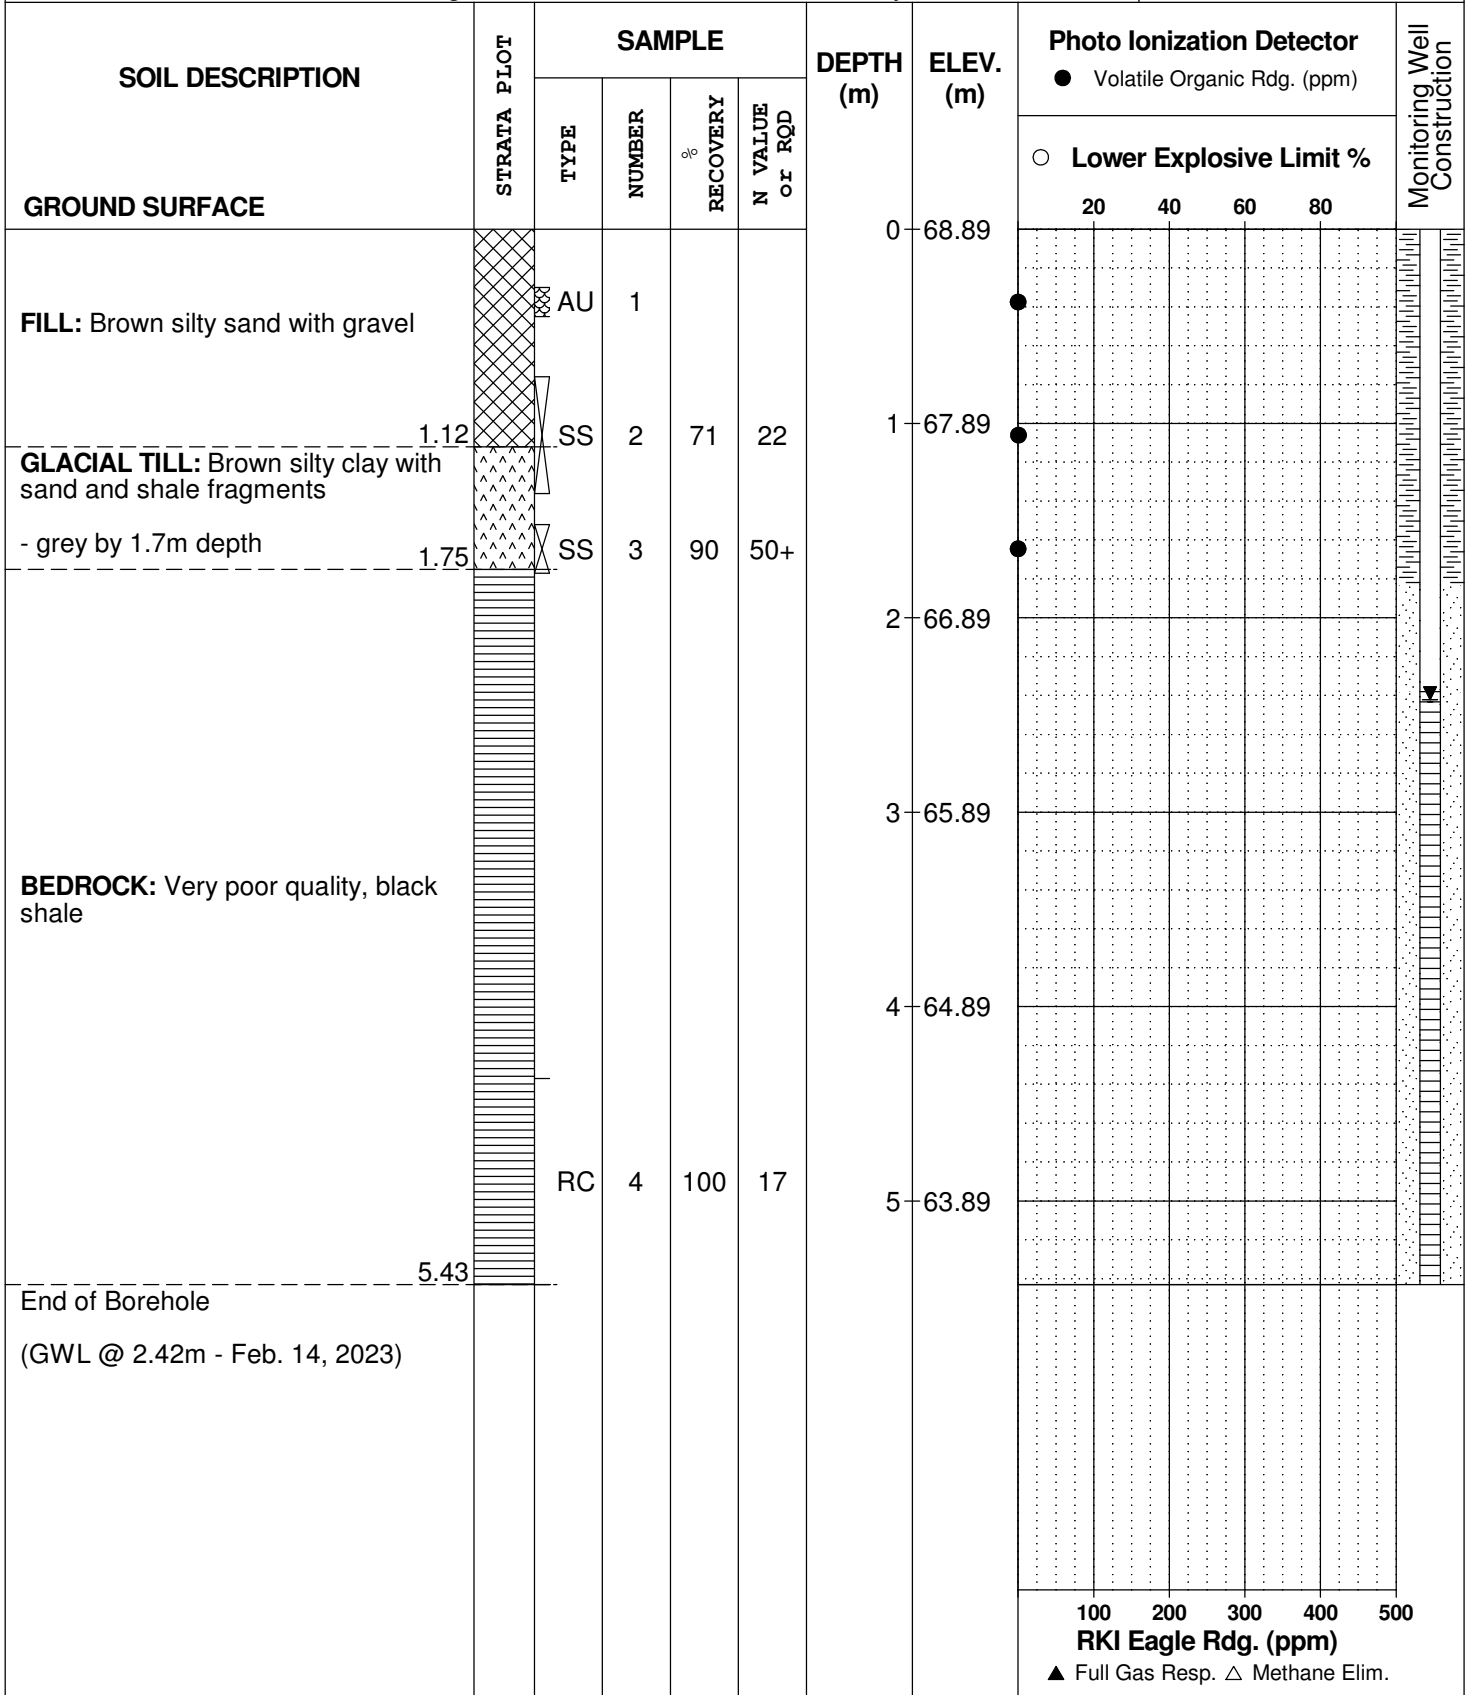 SOIL DESCRIPTION
GROUND SURFACE
STRATA PLOT
SAMPLE
TYPE
NUMBER
%
RECOVERY
N VALUE
or RQD
DEPTH
(m)
ELEV.
(m)
Photo Ionization Detector
● Volatile Organic Rdg. (ppm)
○ Lower Explosive Limit %
20 40 60 80
Monitoring Well
Construction
0 68.89
FILL: Brown silty sand with gravel
AU 1
1.12
SS 2 71 22
1 67.89
GLACIAL TILL: Brown silty clay with
sand and shale fragments
- grey by 1.7m depth
1.75
SS 3 90 50+
2 66.89
3 65.89
BEDROCK: Very poor quality, black
shale
4 64.89
RC 4 100 17
5 63.89
5.43
End of Borehole
(GWL @ 2.42m - Feb. 14, 2023)
100 200 300 400 500
RKI Eagle Rdg. (ppm)
▲ Full Gas Resp. △ Methane Elim.